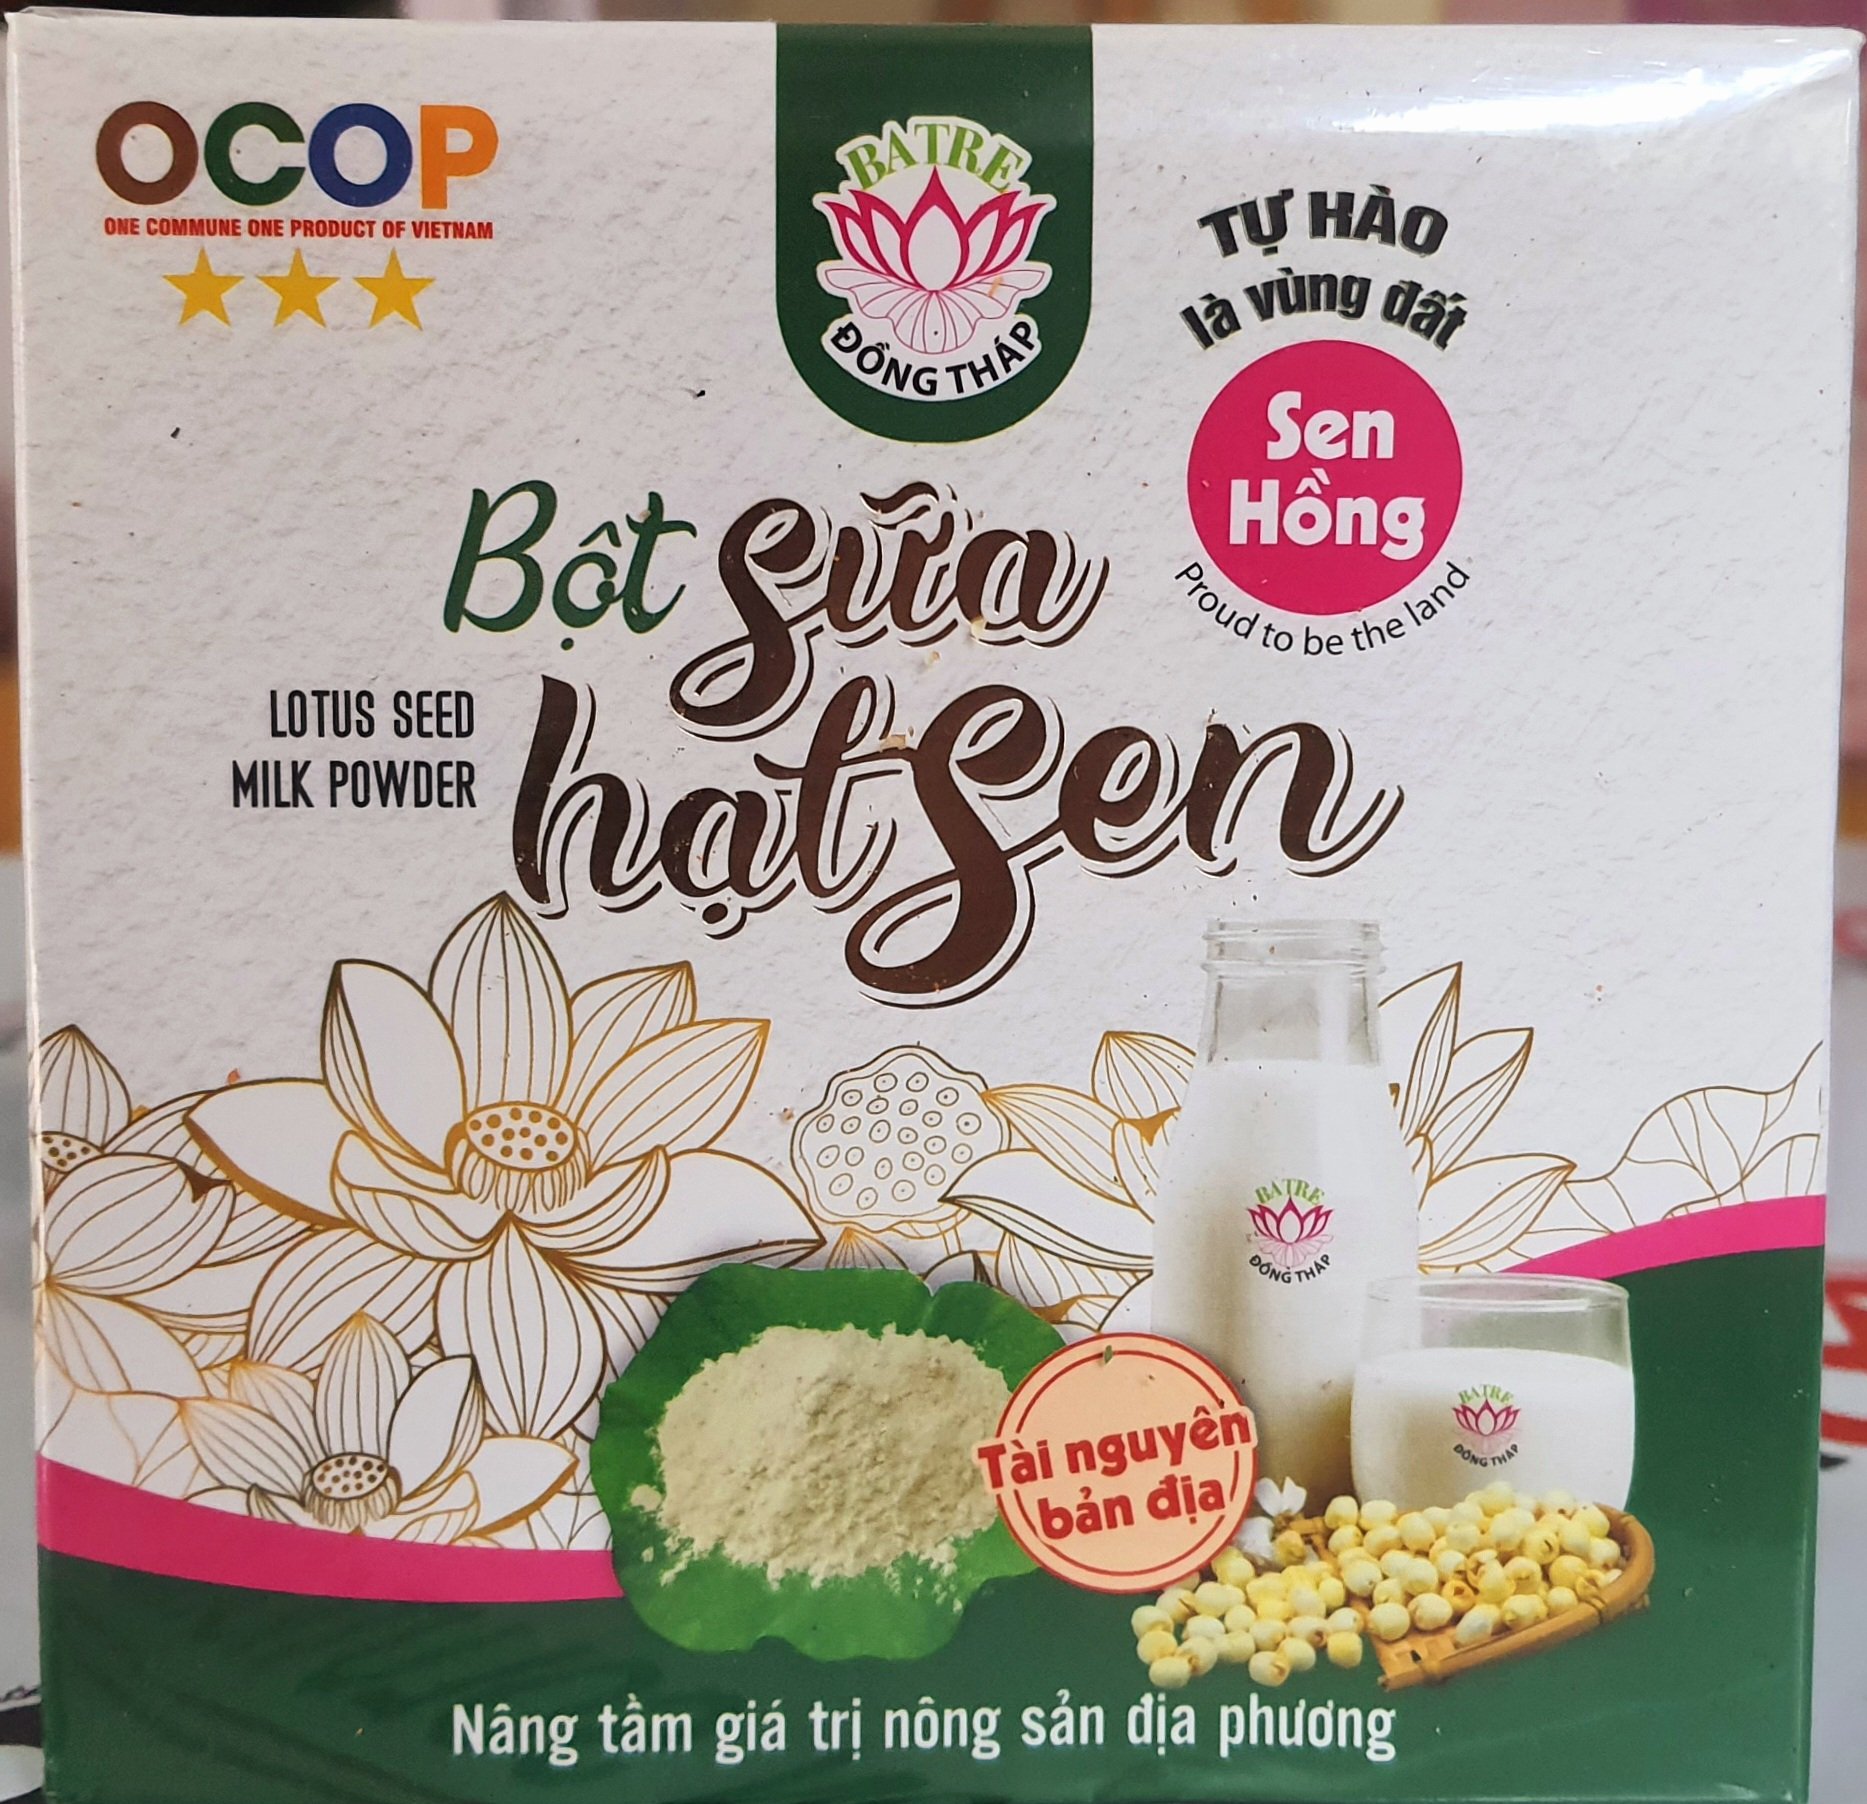 OCOP
ONE COMMUNE ONE PRODUCT OF VIETNAM
BATRE
ĐỒNG THÁP
TỰ HÀO
là vùng đất
Sen
Hồng
Proud to be the land
Bột sữa
hạt sen
LOTUS SEED
MILK POWDER
BATRE
ĐỒNG THÁP
BATRE
ĐỒNG THÁP
Tài nguyên
bản địa
Nâng tầm giá trị nông sản địa phương